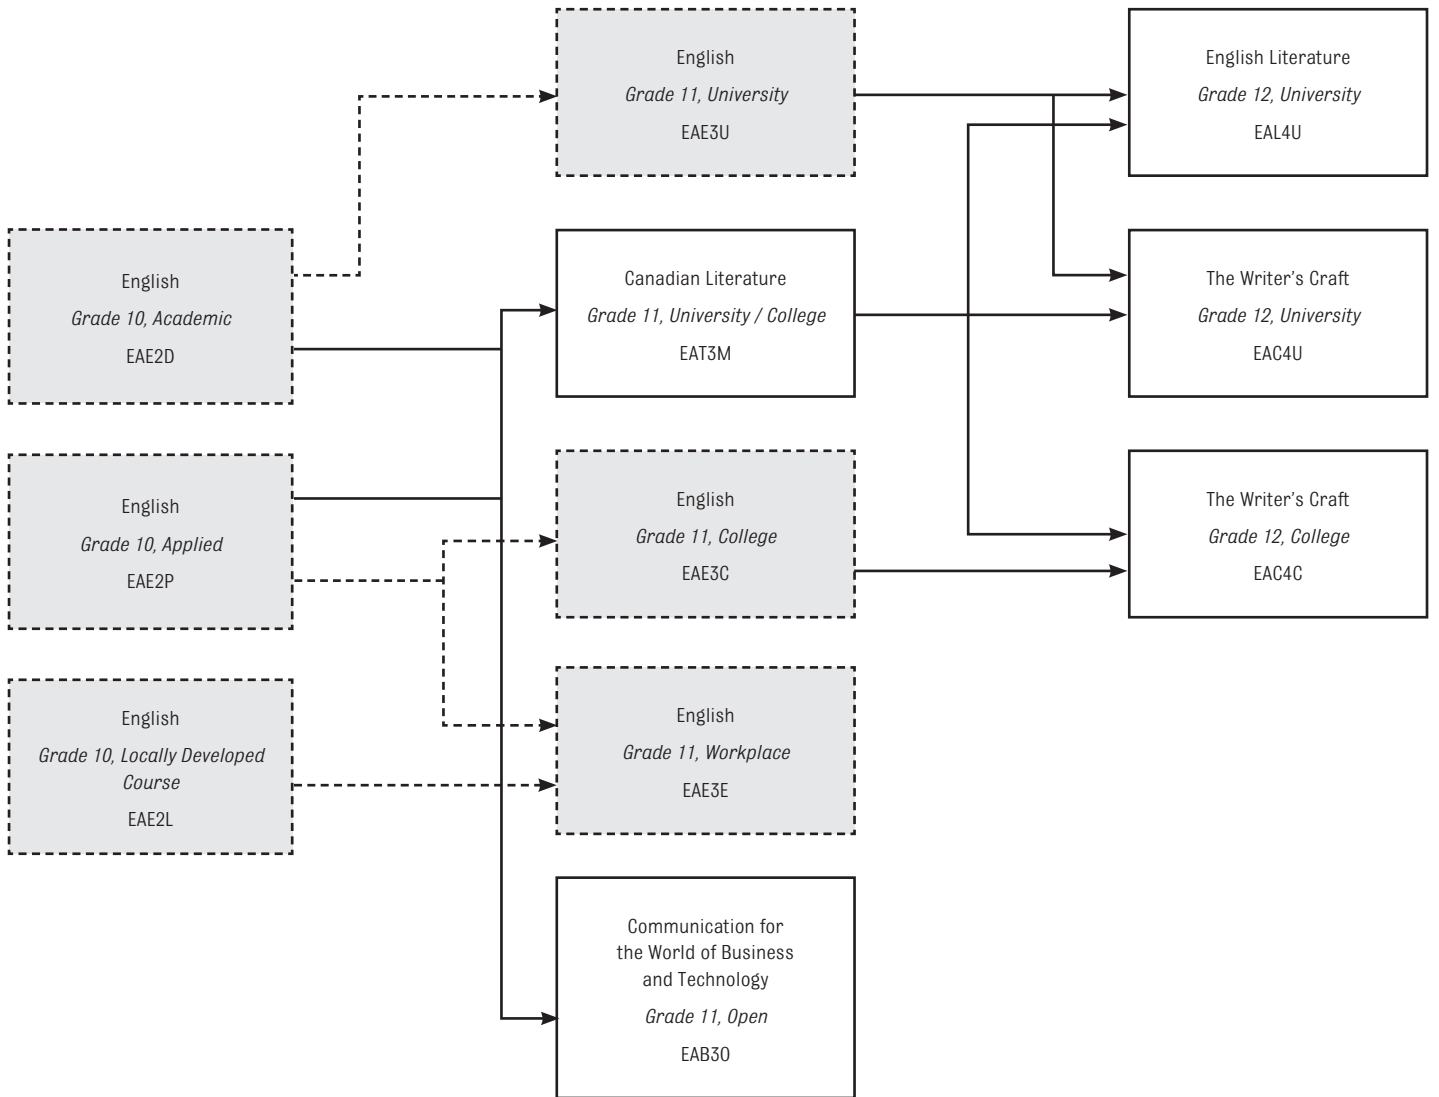 English
Grade 11, University
EAE3U
English Literature
Grade 12, University
EAL4U
English
Grade 10, Academic
EAE2D
Canadian Literature
Grade 11, University / College
EAT3M
The Writer's Craft
Grade 12, University
EAC4U
English
Grade 10, Applied
EAE2P
English
Grade 11, College
EAE3C
The Writer's Craft
Grade 12, College
EAC4C
English
Grade 10, Locally Developed
Course
EAE2L
English
Grade 11, Workplace
EAE3E
Communication for
the World of Business
and Technology
Grade 11, Open
EAB3O